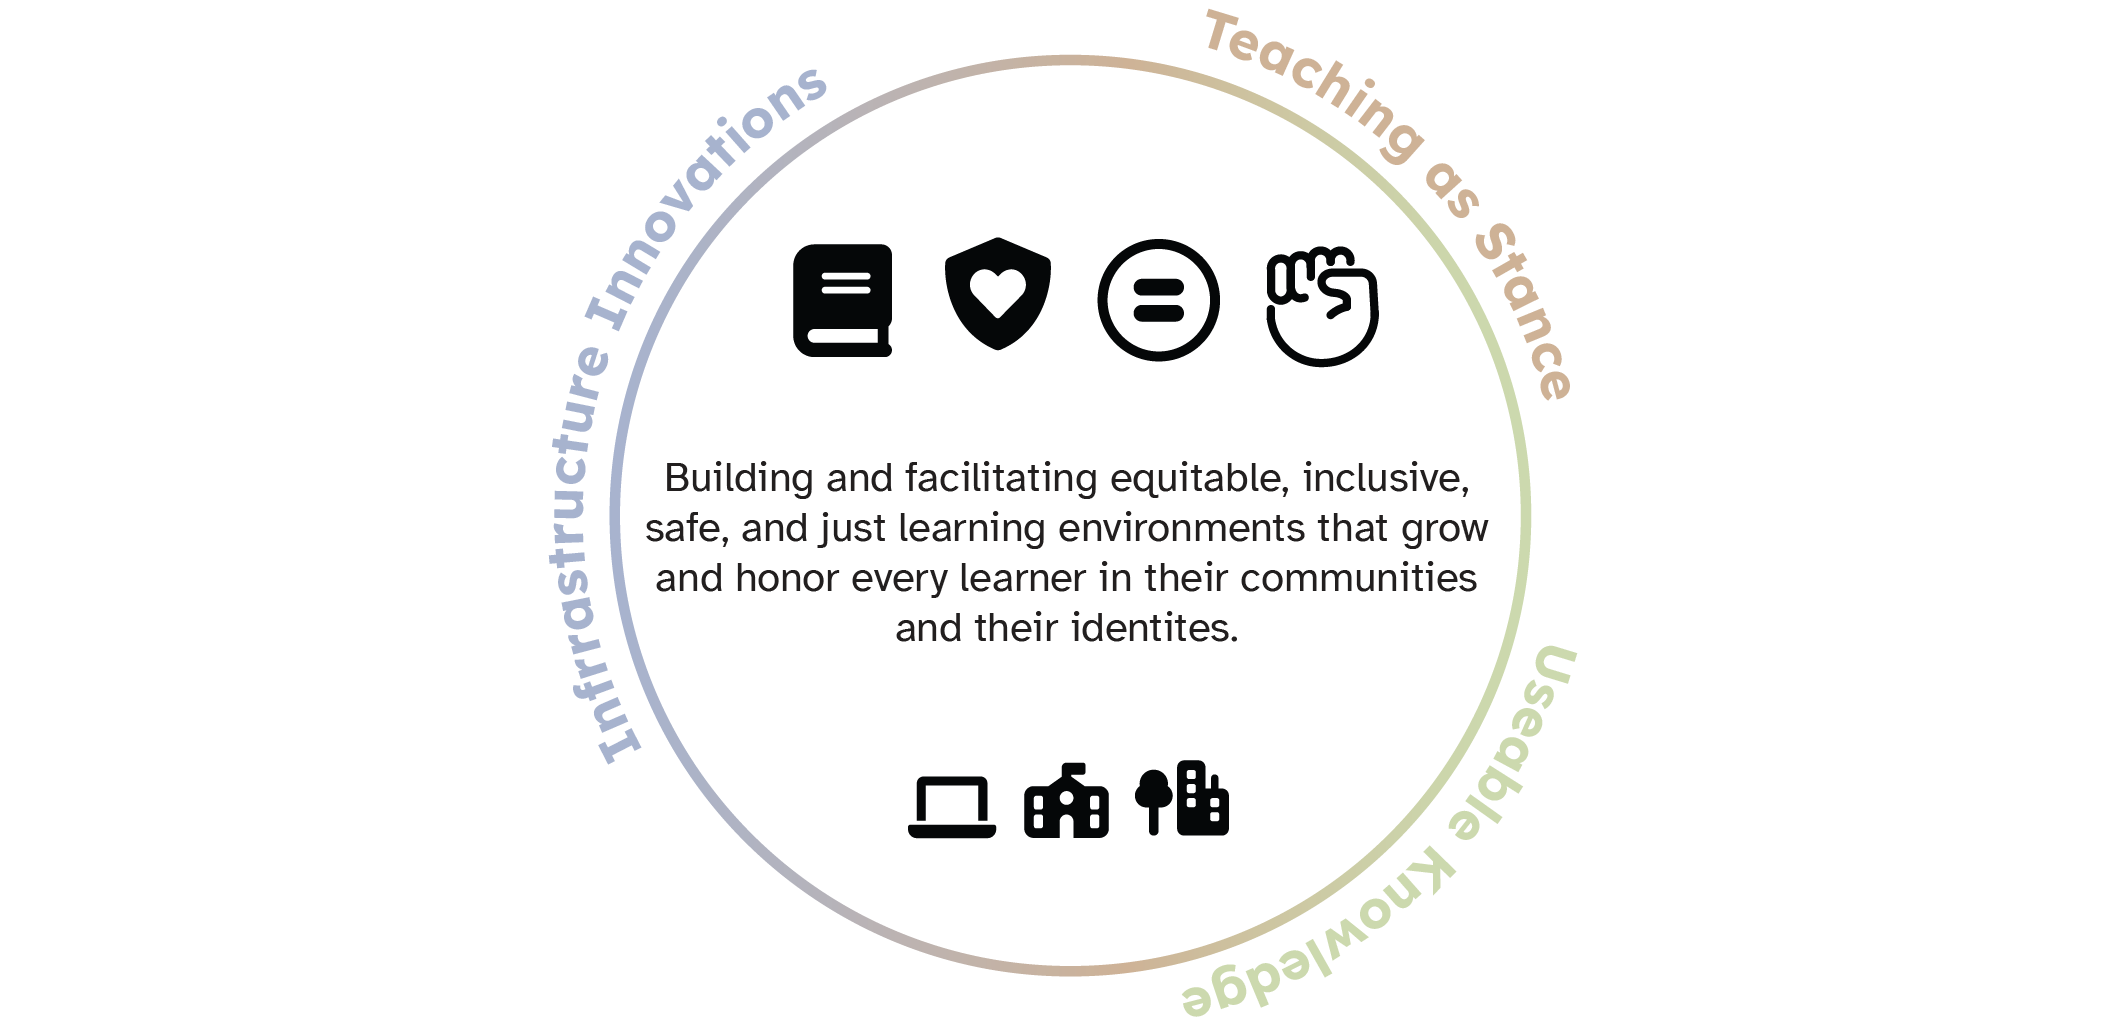 Infrastructure Innovations
Teaching as Stance
Building and facilitating equitable, inclusive,
safe, and just learning environments that grow
and honor every learner in their communities
and their identites.
Useable Knowledge